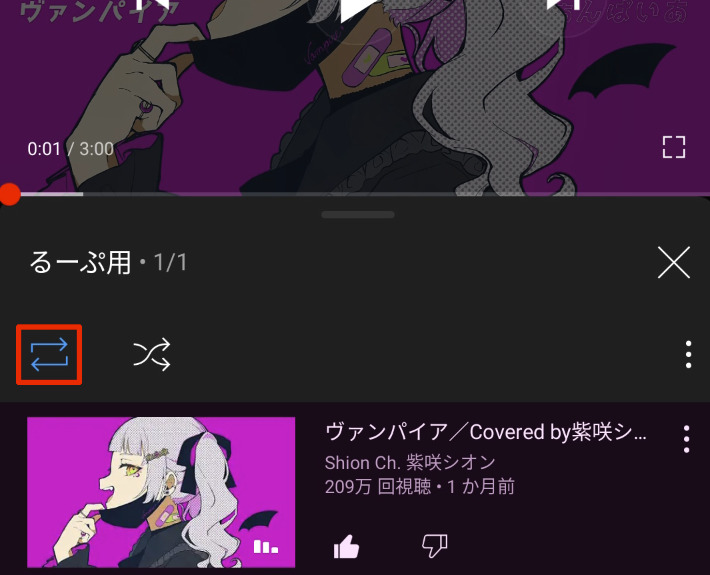 ヴァンパイア
0:01 / 3:00
るーぷ用・1/1
ヴァンパイア／Covered by紫咲シ...
Shion Ch. 紫咲シオン
209万 回視聴・1 か月前